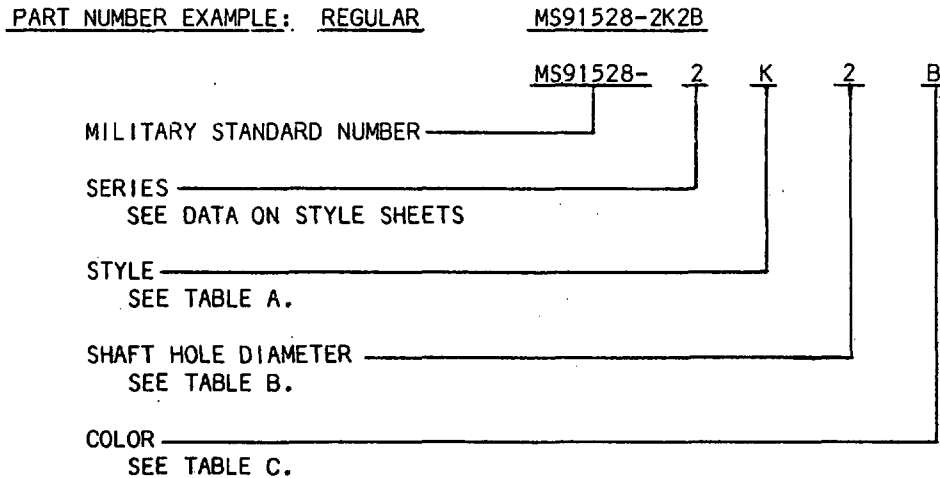 PART NUMBER EXAMPLE: REGULAR MS91528-2K2B
MS91528- 2 K 2 B
MILITARY STANDARD NUMBER
SERIES
SEE DATA ON STYLE SHEETS
STYLE
SEE TABLE A.
SHAFT HOLE DIAMETER
SEE TABLE B.
COLOR
SEE TABLE C.